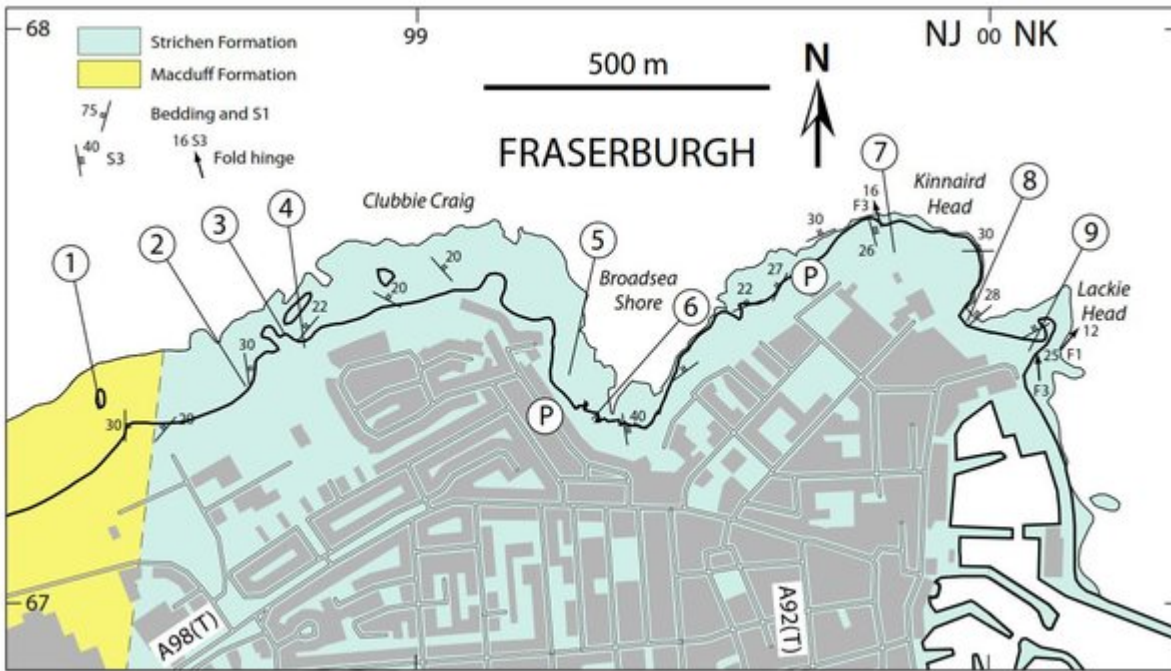 68
99
NJ 00 NK
Strichen Formation
Macduff Formation
75 Bedding and S1
40 S3
16 S3 Fold hinge
500 m
N
FRASERBURGH
Clubbie Craig
Kinnaird
Head
Broadsea
Shore
Lackie
Head
1
2
3
4
5
6
7
8
9
P
P
30
20
30
22
20
20
40
22
27
30
16
F3
26
30
28
25
F3
12
F1
67
A98(T)
A92(T)